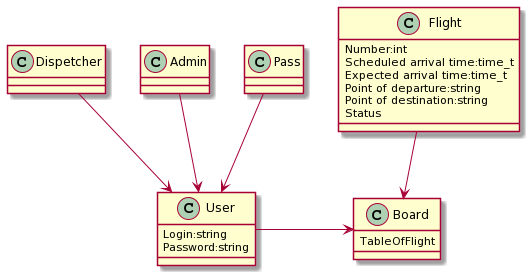 C Dispetcher
C Admin
C Pass
C Flight
Number:int
Scheduled arrival time:time_t
Expected arrival time:time_t
Point of departure:string
Point of destination:string
Status
C User
Login:string
Password:string
C Board
TableOfFlight